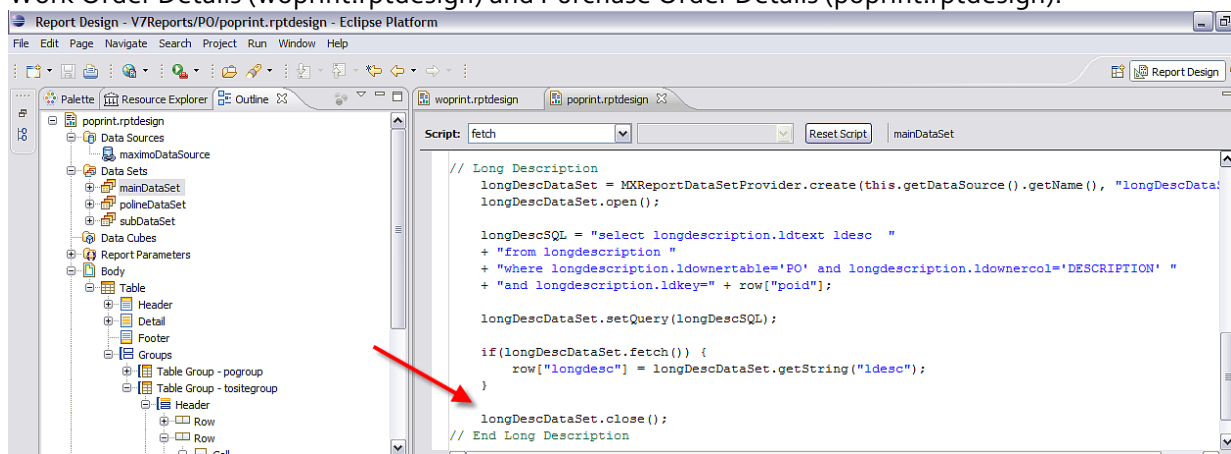 Work Order Details (woprint.rptdesign) and Purchase Order Details (poprint.rptdesign).
Report Design - V7Reports/PO/poprint.rptdesign - Eclipse Platform
File Edit Page Navigate Search Project Run Window Help
Report Design
Palette Resource Explorer Outline
woprint.rptdesign poprint.rptdesign
poprint.rptdesign
Data Sources
maximoDataSource
Data Sets
mainDataSet
polineDataSet
subDataSet
Data Cubes
Report Parameters
Body
Table
Header
Detail
Footer
Groups
Table Group - pogroup
Table Group - tositegroup
Header
Row
Row
Cell
Script: fetch Reset Script mainDataSet
// Long Description
longDescDataSet = MXReportDataSetProvider.create(this.getDataSource().getName(), "longDescDataS
longDescDataSet.open();
longDescSQL = "select longdescription.ldtext ldesc "
+ "from longdescription "
+ "where longdescription.ldownertable='PO' and longdescription.ldownercol='DESCRIPTION' "
+ "and longdescription.ldkey=" + row["poid"];
longDescDataSet.setQuery(longDescSQL);
if(longDescDataSet.fetch()) {
row["longdesc"] = longDescDataSet.getString("ldesc");
}
longDescDataSet.close();
// End Long Description